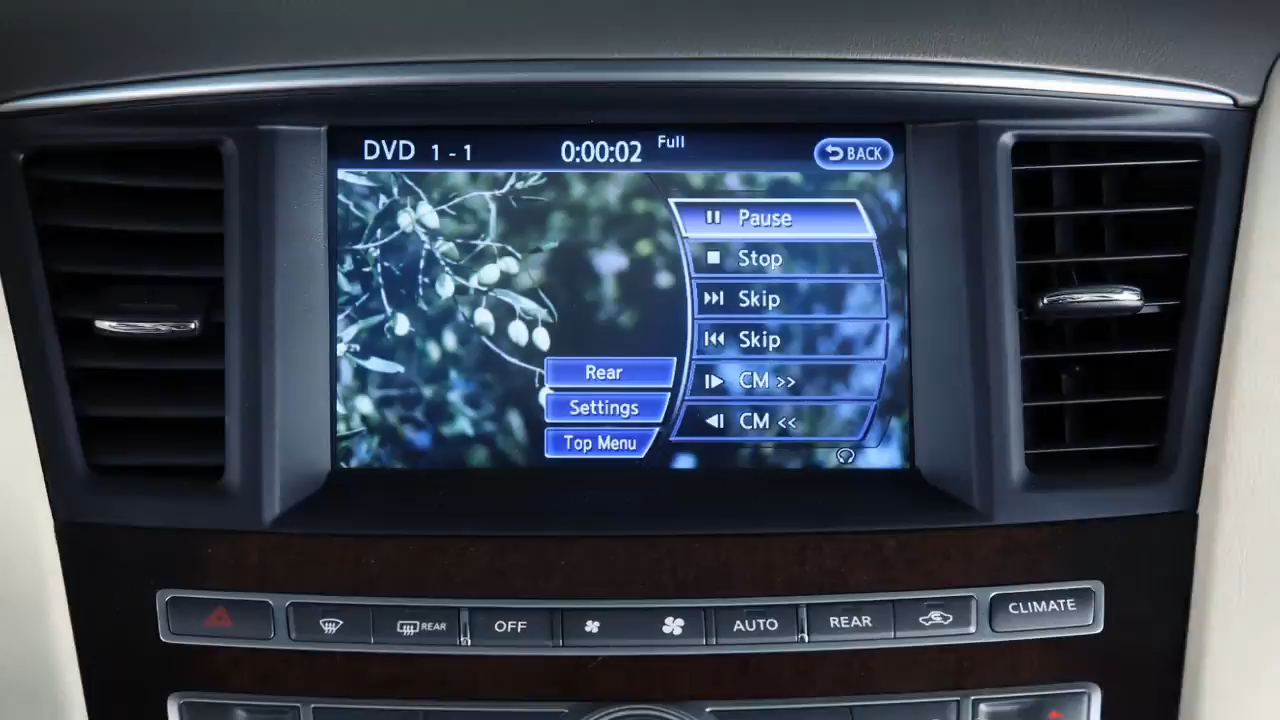 DVD 1 - 1 0:00:02 Full BACK
Pause
Stop
Skip
Skip
CM >>
CM <<
Rear
Settings
Top Menu
REAR OFF AUTO REAR CLIMATE